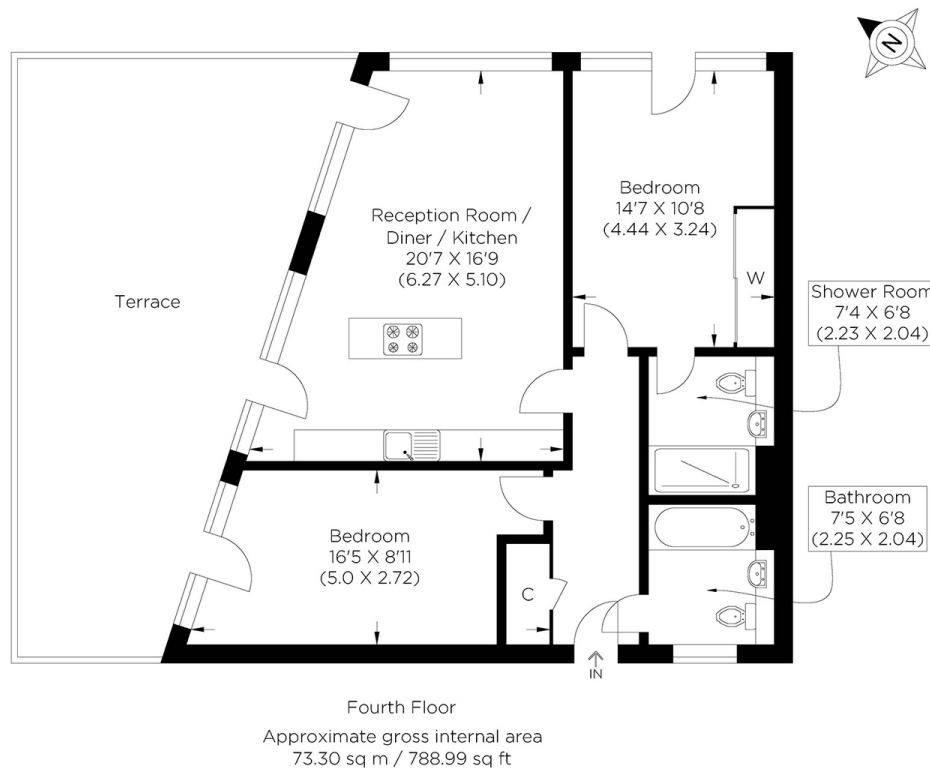 N
Reception Room /
Diner / Kitchen
20'7 X 16'9
(6.27 X 5.10)
Bedroom
14'7 X 10'8
(4.44 X 3.24)
W
Terrace
Shower Room
7'4 X 6'8
(2.23 X 2.04)
Bedroom
16'5 X 8'11
(5.0 X 2.72)
C
Bathroom
7'5 X 6'8
(2.25 X 2.04)
IN
Fourth Floor
Approximate gross internal area
73.30 sq m / 788.99 sq ft